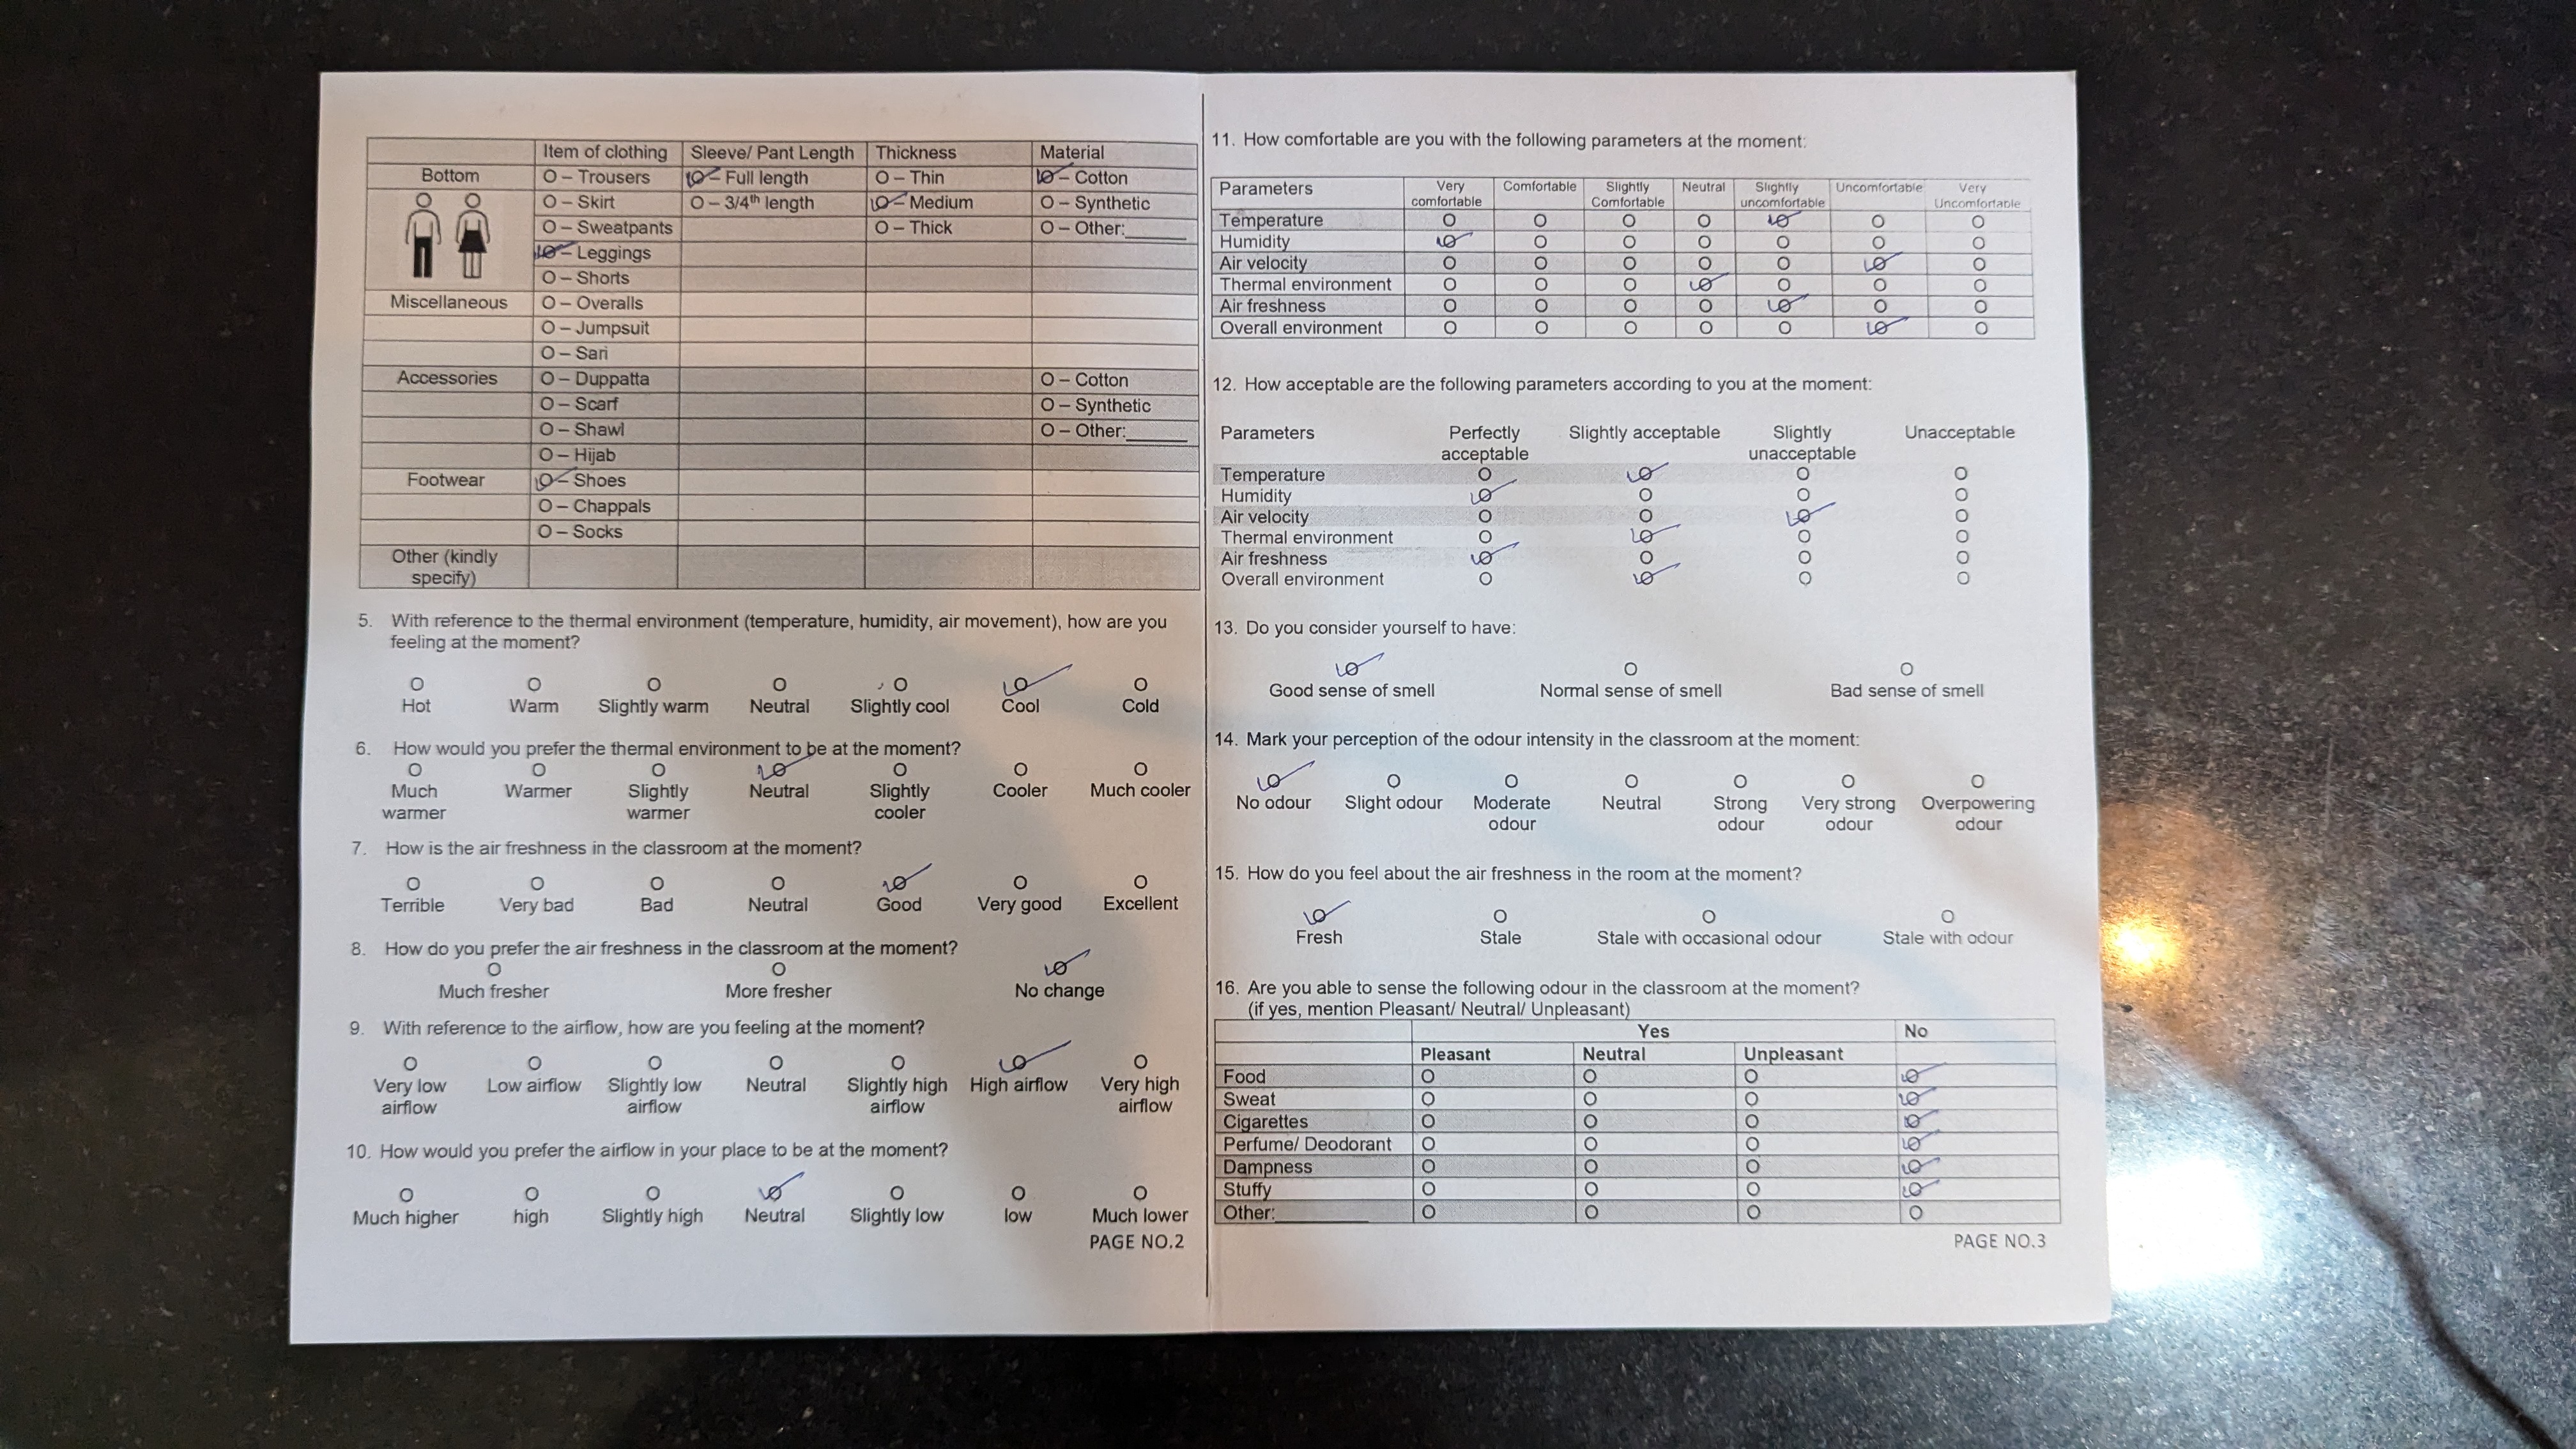 Item of clothing Sleeve/ Pant Length Thickness Material
Bottom O – Trousers O – Full length O – Thin O – Cotton
O – Skirt O – 3/4th length O – Medium O – Synthetic
O – Sweatpants O – Thick O – Other:______
O – Leggings
O – Shorts
Miscellaneous O – Overalls
O – Jumpsuit
O – Sari
Accessories O – Duppatta O – Cotton
O – Scarf O – Synthetic
O – Shawl O – Other:______
O – Hijab
Footwear O – Shoes
O – Chappals
O – Socks
Other (kindly
specify)
5. With reference to the thermal environment (temperature, humidity, air movement), how are you
feeling at the moment?
O O O O O O O
Hot Warm Slightly warm Neutral Slightly cool Cool Cold
6. How would you prefer the thermal environment to be at the moment?
O O O O O O O
Much Warmer Slightly Neutral Slightly Cooler Much cooler
warmer warmer cooler
7. How is the air freshness in the classroom at the moment?
O O O O O O O
Terrible Very bad Bad Neutral Good Very good Excellent
8. How do you prefer the air freshness in the classroom at the moment?
O O O
Much fresher More fresher No change
9. With reference to the airflow, how are you feeling at the moment?
O O O O O O O
Very low Low airflow Slightly low Neutral Slightly high High airflow Very high
airflow airflow airflow airflow
10. How would you prefer the airflow in your place to be at the moment?
O O O O O O O
Much higher high Slightly high Neutral Slightly low low Much lower
PAGE NO.2
11. How comfortable are you with the following parameters at the moment:
Parameters Very Comfortable Slightly Neutral Slightly Uncomfortable Very
comfortable Comfortable uncomfortable Uncomfortable
Temperature O O O O O O O
Humidity O O O O O O O
Air velocity O O O O O O O
Thermal environment O O O O O O O
Air freshness O O O O O O O
Overall environment O O O O O O O
12. How acceptable are the following parameters according to you at the moment:
Parameters Perfectly Slightly acceptable Slightly Unacceptable
acceptable unacceptable
Temperature O O O O
Humidity O O O O
Air velocity O O O O
Thermal environment O O O O
Air freshness O O O O
Overall environment O O O O
13. Do you consider yourself to have:
O O O
Good sense of smell Normal sense of smell Bad sense of smell
14. Mark your perception of the odour intensity in the classroom at the moment:
O O O O O O O
No odour Slight odour Moderate Neutral Strong Very strong Overpowering
odour odour odour odour
15. How do you feel about the air freshness in the room at the moment?
O O O O
Fresh Stale Stale with occasional odour Stale with odour
16. Are you able to sense the following odour in the classroom at the moment?
(if yes, mention Pleasant/ Neutral/ Unpleasant)
Yes No
Pleasant Neutral Unpleasant
Food O O O O
Sweat O O O O
Cigarettes O O O O
Perfume/ Deodorant O O O O
Dampness O O O O
Stuffy O O O O
Other:________ O O O O
PAGE NO.3